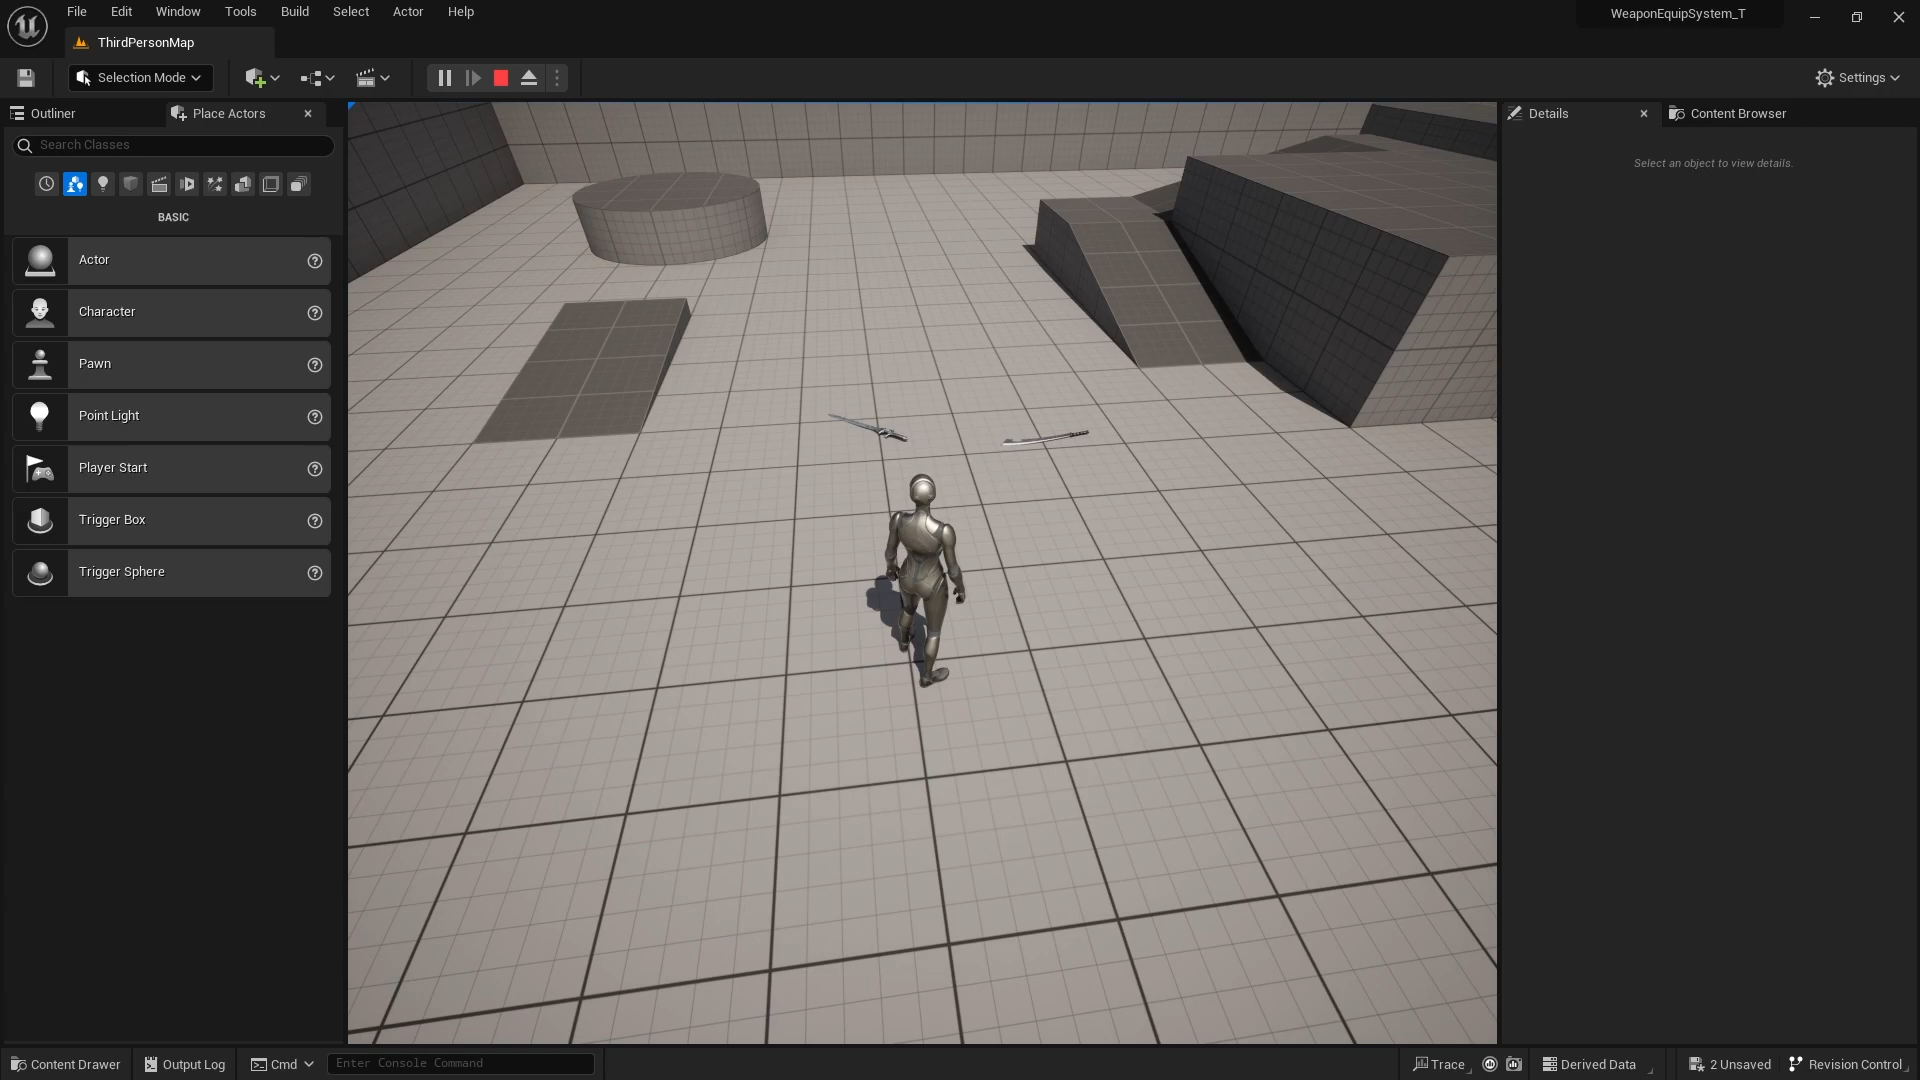 File Edit Window Tools Build Select Actor Help
WeaponEquipSystem_T
ThirdPersonMap
Selection Mode
Settings
Outliner
Place Actors
Search Classes
BASIC
Actor
Character
Pawn
Point Light
Player Start
Trigger Box
Trigger Sphere
Details
Content Browser
Select an object to view details.
Content Drawer
Output Log
Cmd
Enter Console Command
Trace
Derived Data
2 Unsaved
Revision Control